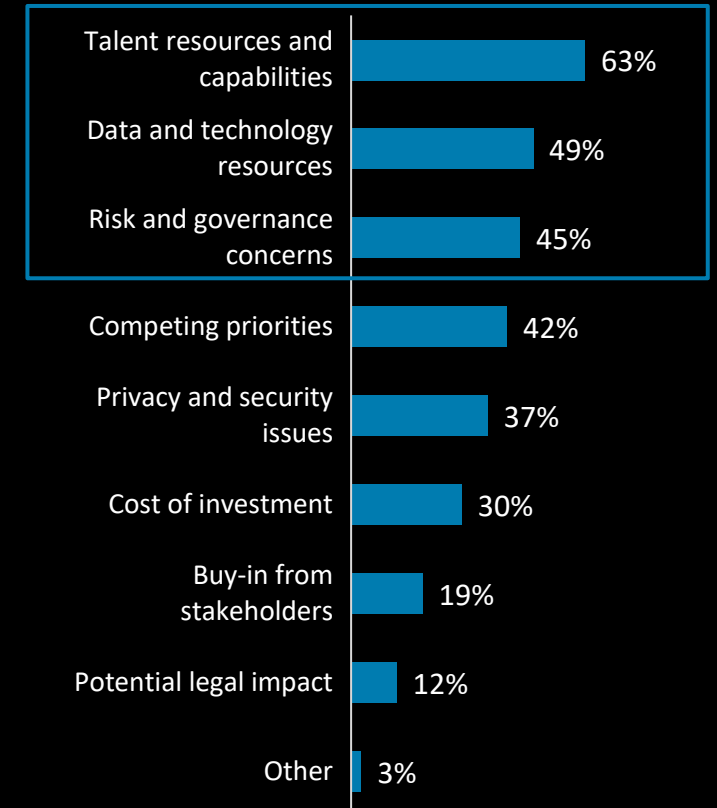 Talent resources and
capabilities
63%
Data and technology
resources
49%
Risk and governance
concerns
45%
Competing priorities
42%
Privacy and security
issues
37%
Cost of investment
30%
Buy-in from
stakeholders
19%
Potential legal impact
12%
Other
3%